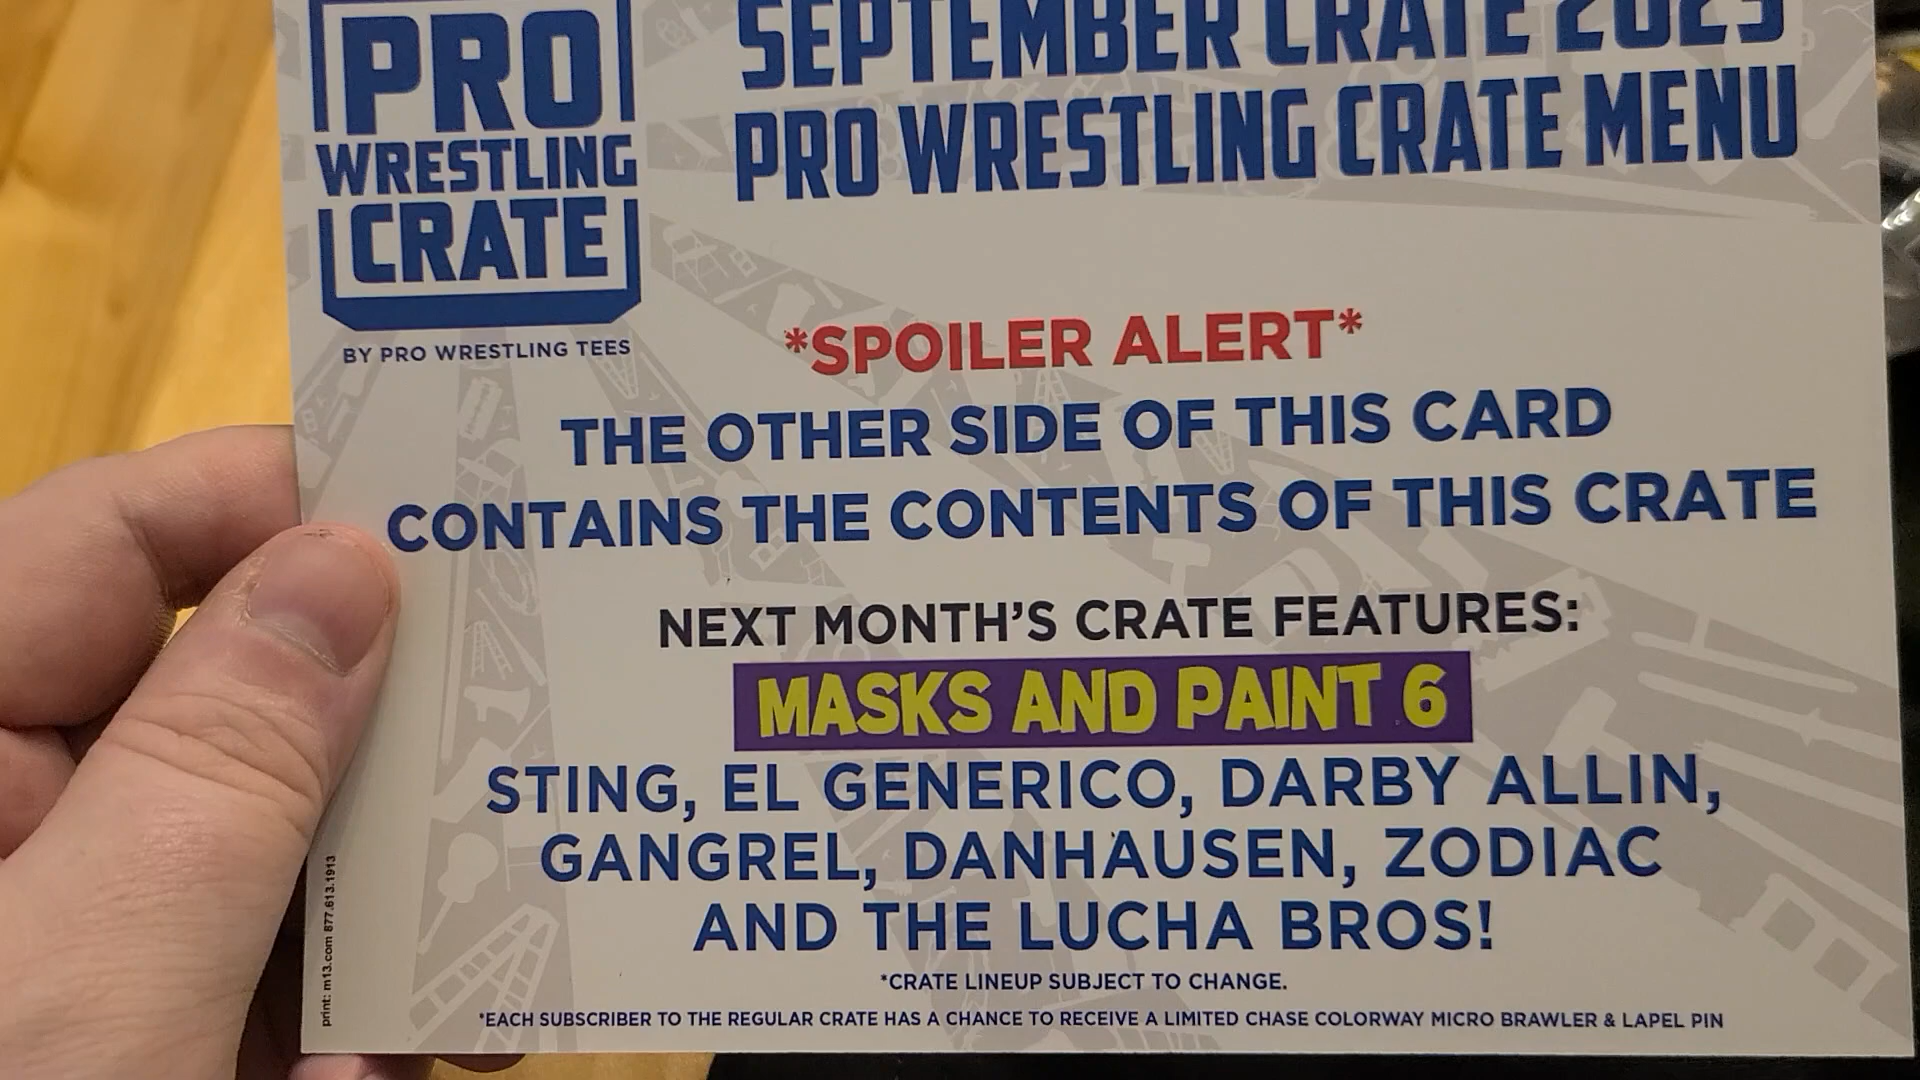 PRO
WRESTLING
CRATE
BY PRO WRESTLING TEES
SEPTEMBER CRATE 2023
PRO WRESTLING CRATE MENU
*SPOILER ALERT*
THE OTHER SIDE OF THIS CARD
CONTAINS THE CONTENTS OF THIS CRATE
NEXT MONTH'S CRATE FEATURES:
MASKS AND PAINT 6
STING, EL GENERICO, DARBY ALLIN,
GANGREL, DANHAUSEN, ZODIAC
AND THE LUCHA BROS!
*CRATE LINEUP SUBJECT TO CHANGE.
*EACH SUBSCRIBER TO THE REGULAR CRATE HAS A CHANCE TO RECEIVE A LIMITED CHASE COLORWAY MICRO BRAWLER & LAPEL PIN
print: m13.com 877.613.1913